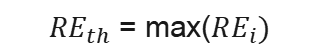 RE_th = max(RE_i)